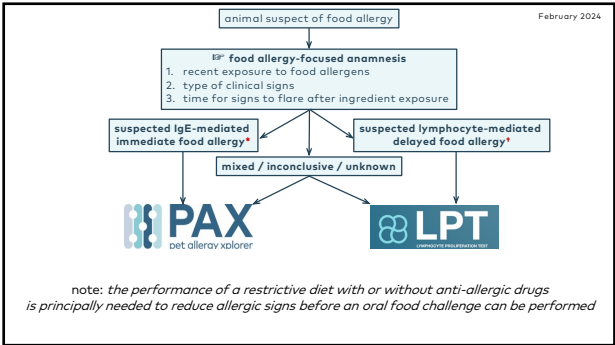 animal suspect of food allergy
February 2024
☞ food allergy-focused anamnesis
1. recent exposure to food allergens
2. type of clinical signs
3. time for signs to flare after ingredient exposure
suspected IgE-mediated
immediate food allergy*
suspected lymphocyte-mediated
delayed food allergy†
mixed / inconclusive / unknown
PAX
pet allergy xplorer
LPT
LYMPHOCYTE PROLIFERATION TEST
note: the performance of a restrictive diet with or without anti-allergic drugs
is principally needed to reduce allergic signs before an oral food challenge can be performed